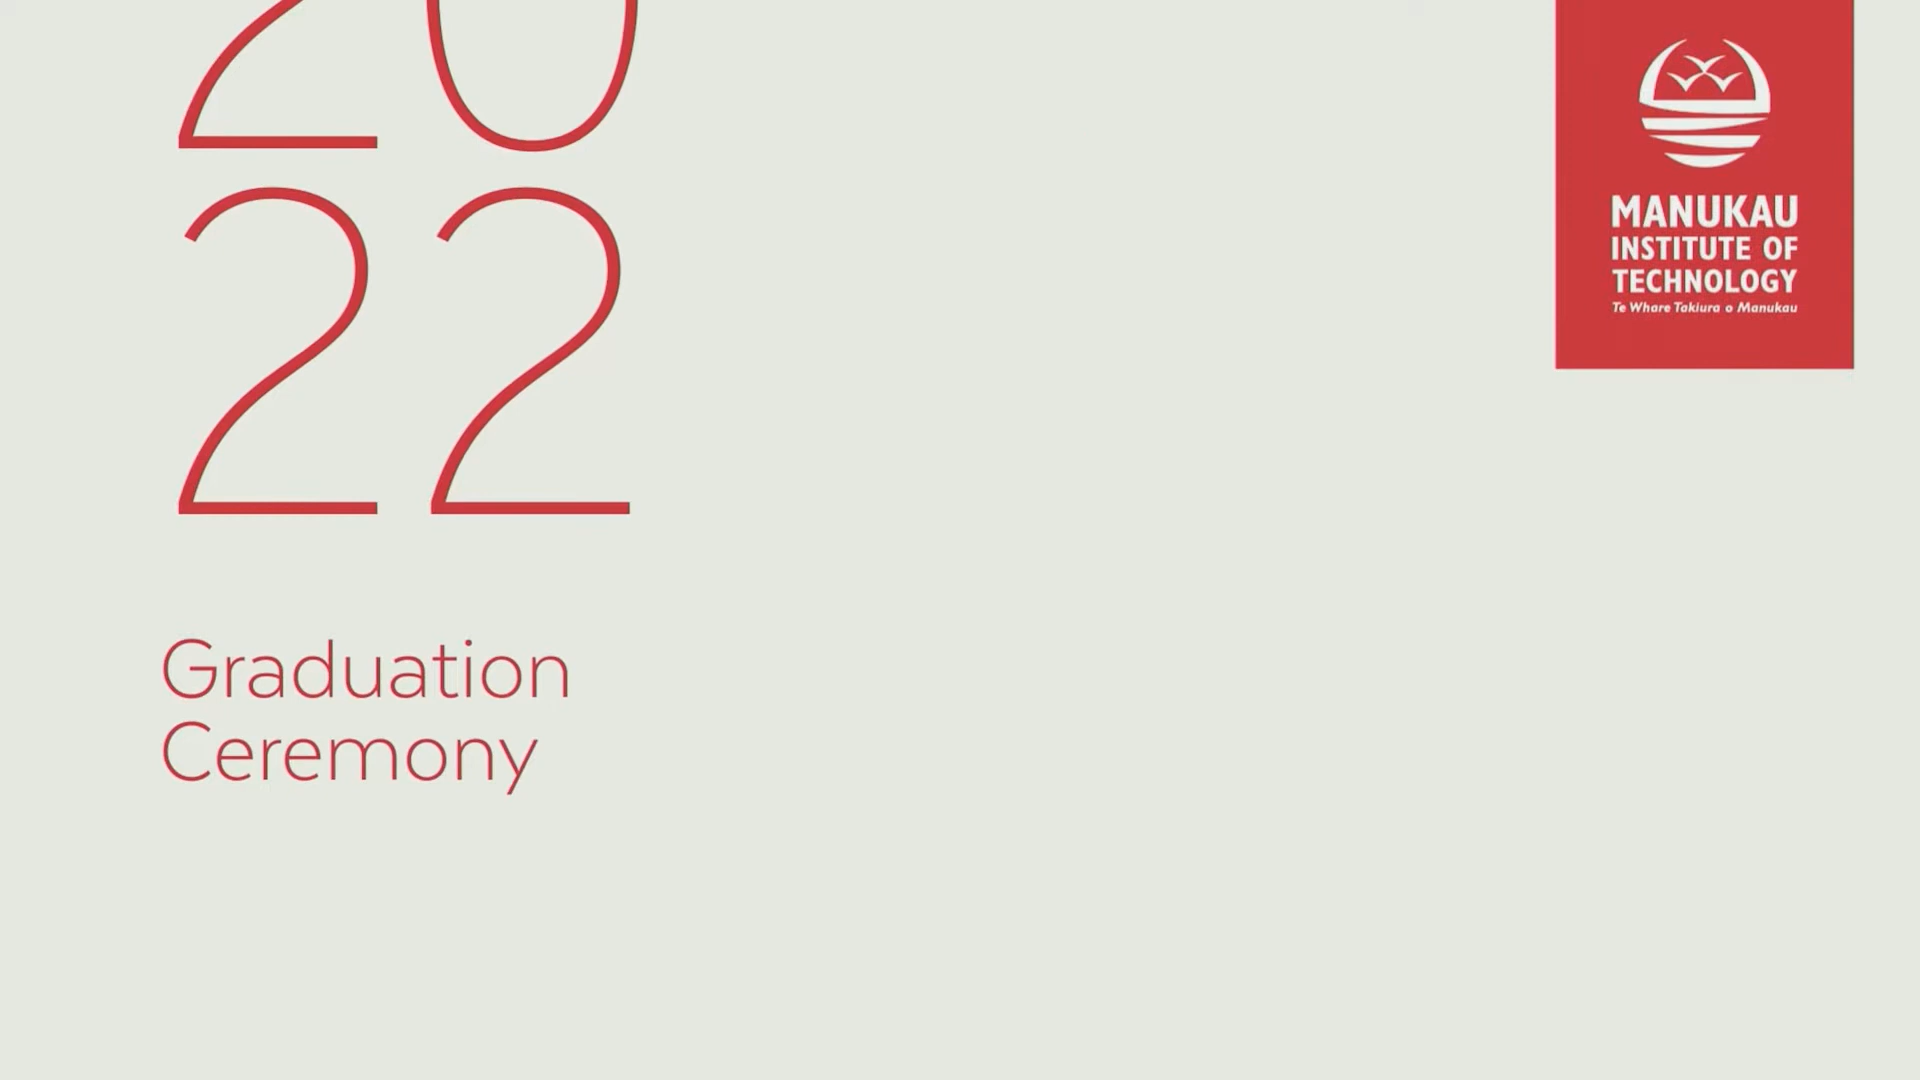 20
22
Graduation
Ceremony
MANUKAU
INSTITUTE OF
TECHNOLOGY
Te Whare Takiura o Manukau